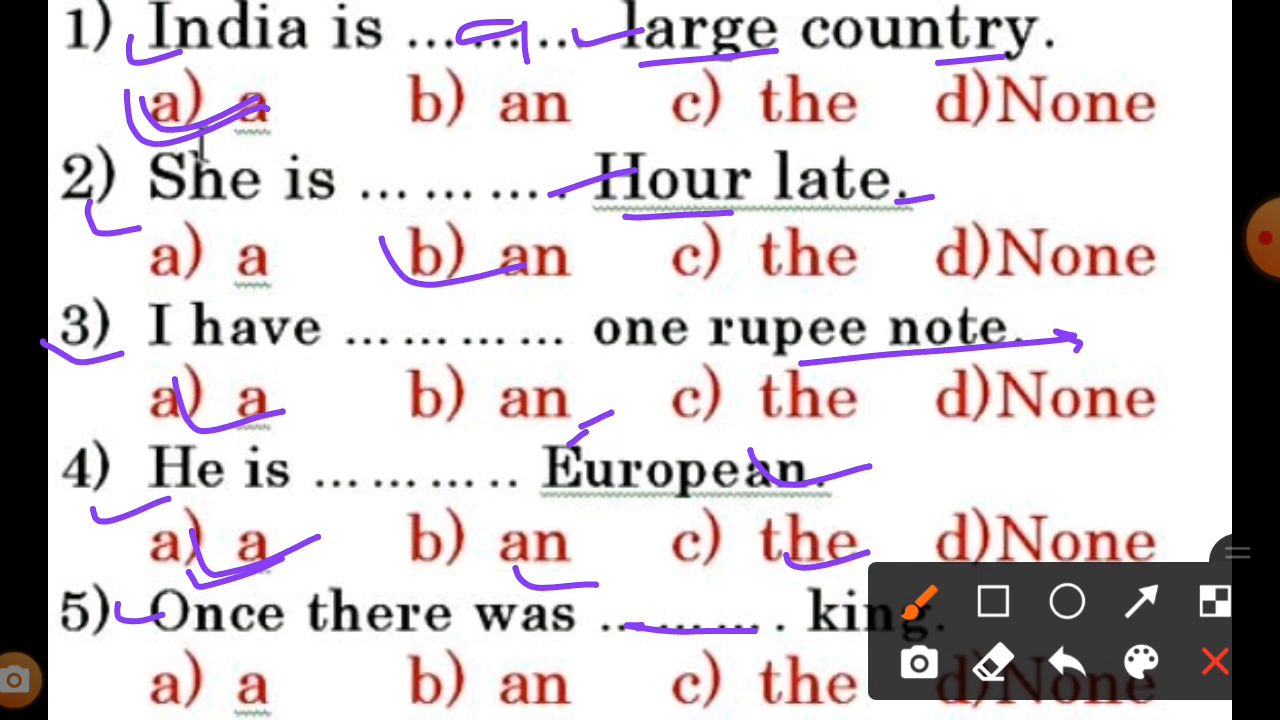 1) India is ... a ... large country.
a) a b) an c) the d)None
2) She is ... ... .... Hour late.
a) a b) an c) the d)None
3) I have ... ... ... ... one rupee note.
a) a b) an c) the d)None
4) He is ... ... ... .. European.
a) a b) an c) the d)None
5) Once there was ... ... ... . king.
a) a b) an c) the d)None